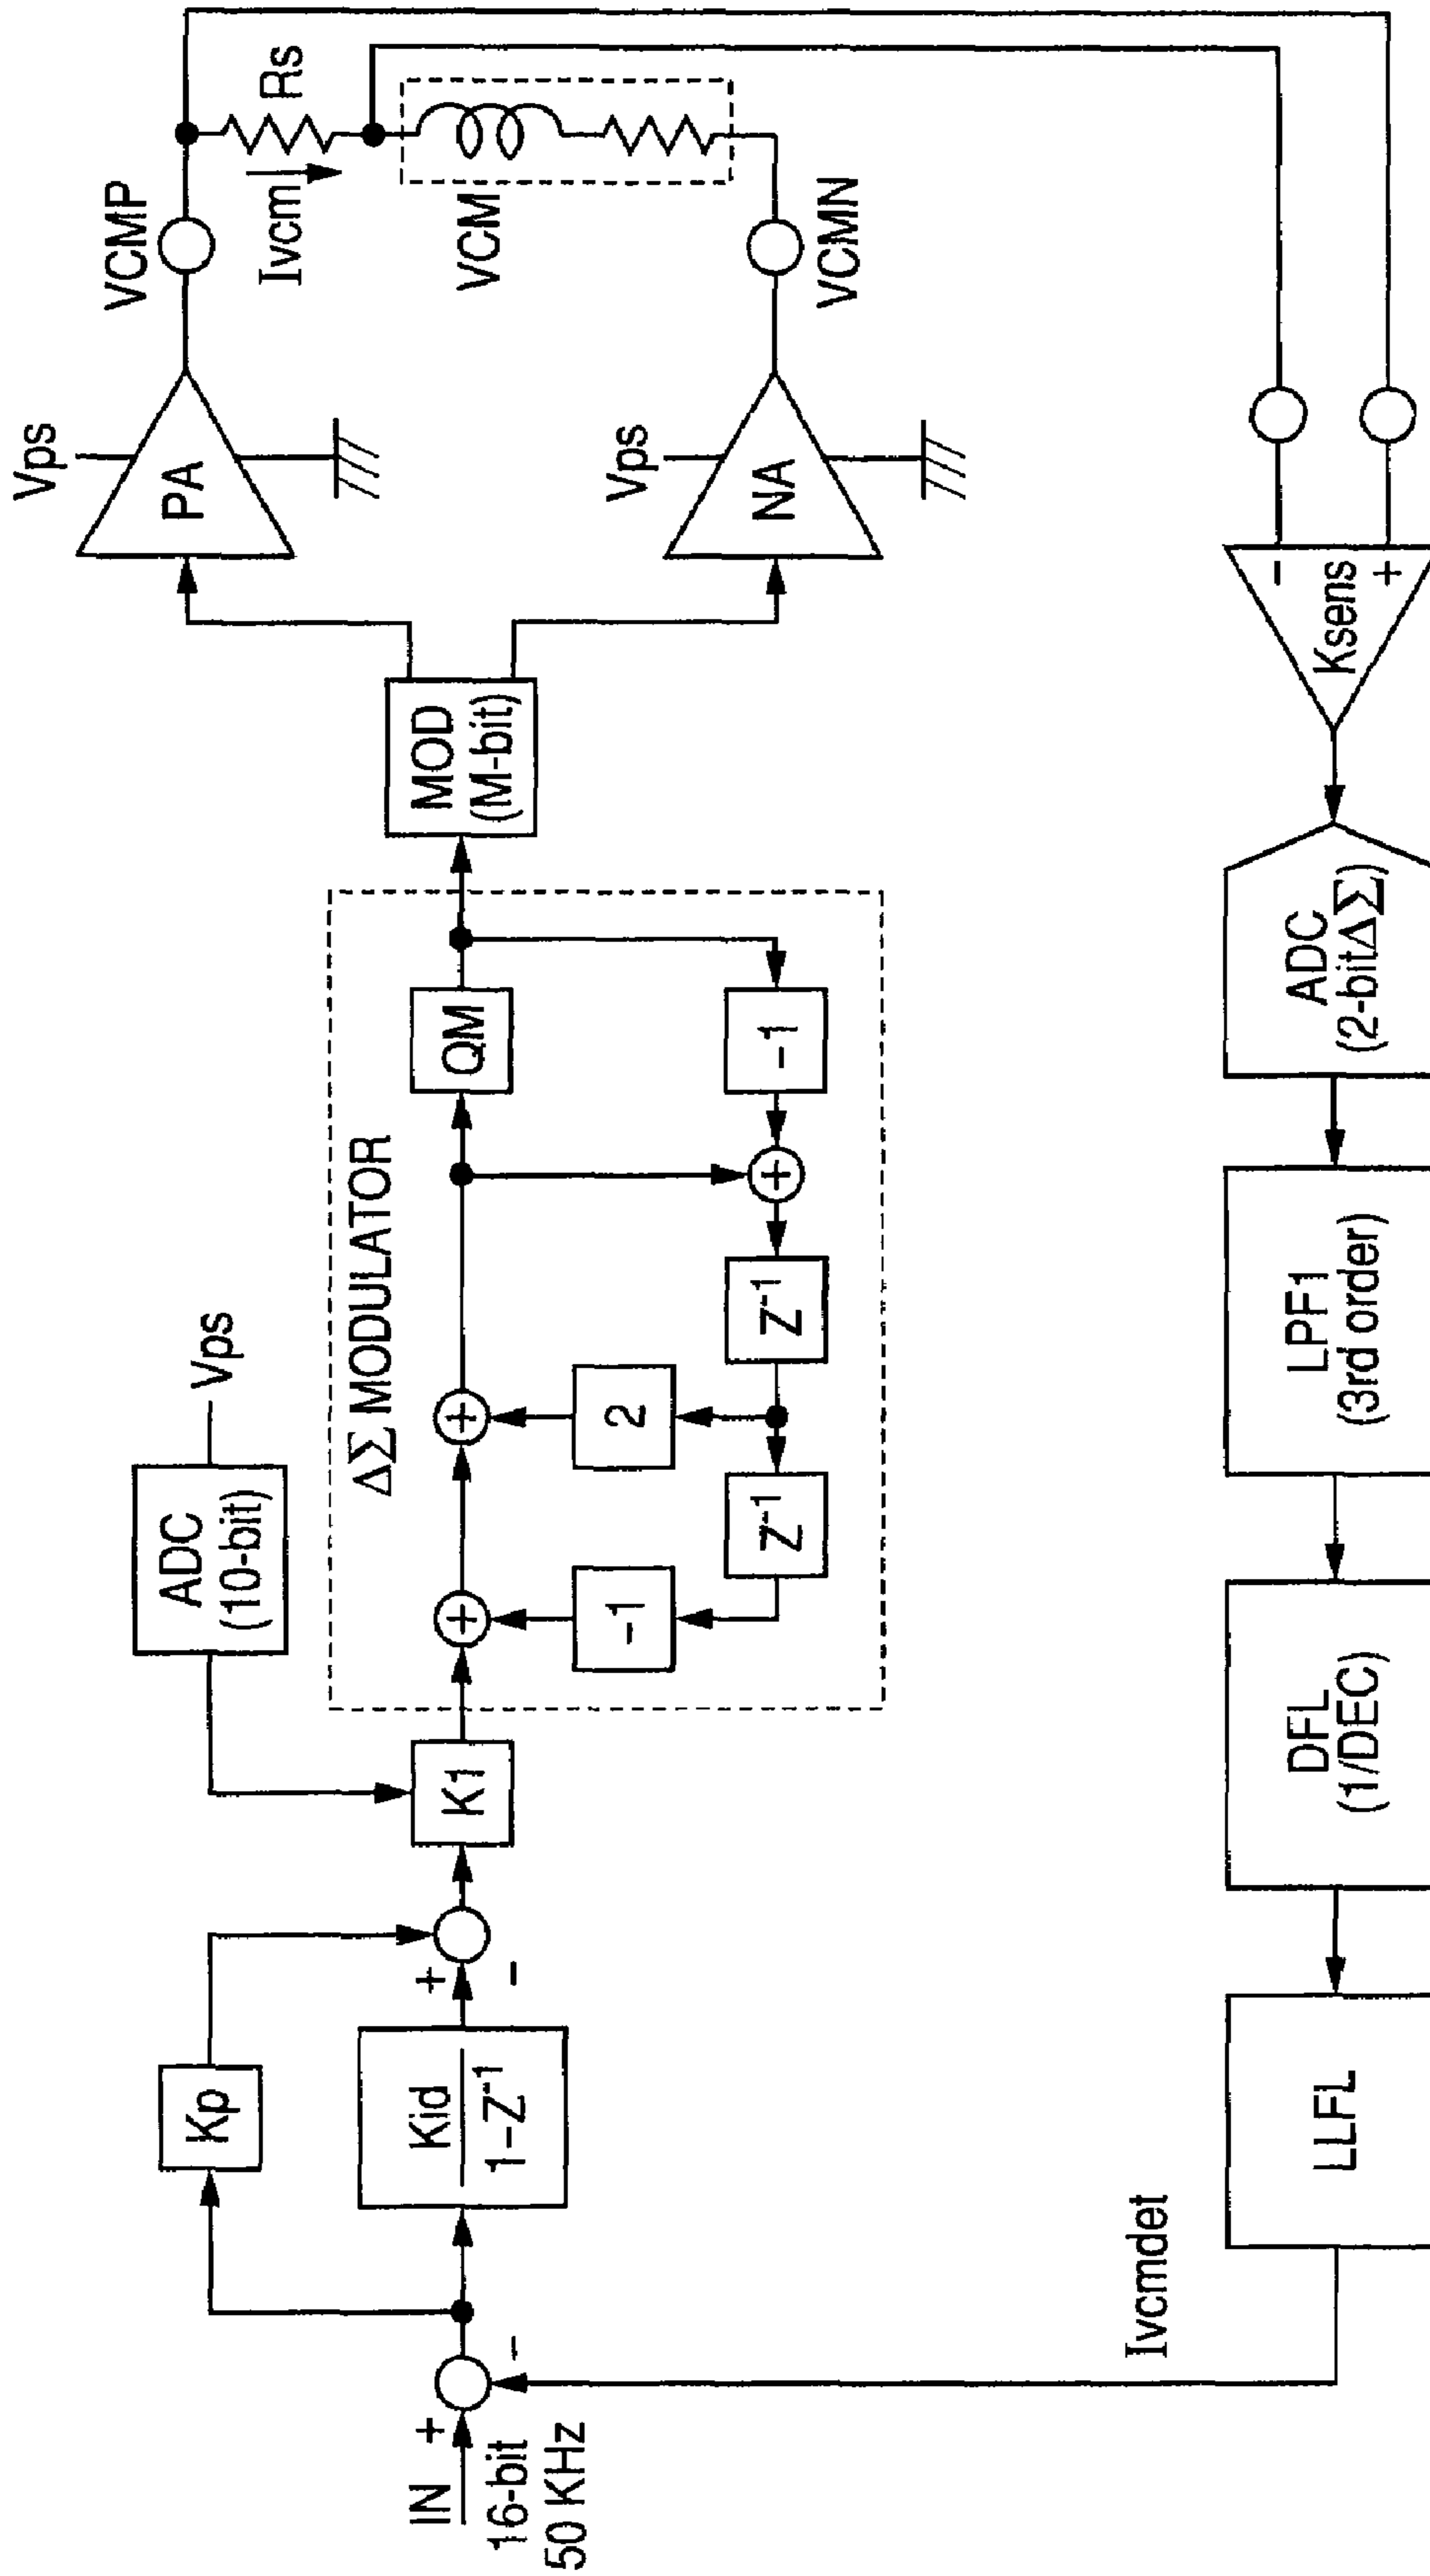 IN
+
-
16-bit
50 KHz
Kp
Kid
1-Z⁻¹
+
-
K1
ADC
(10-bit)
Vps
ΔΣ MODULATOR
+
+
-1
2
Z⁻¹
Z⁻¹
+
-1
QM
MOD
(M-bit)
Vps
PA
VCMP
Rs
Ivcm
VCM
Vps
NA
VCMN
-
+
Ksens
ADC
(2-bitΔΣ)
LPF1
(3rd order)
DFL
(1/DEC)
LLFL
Ivcmdet